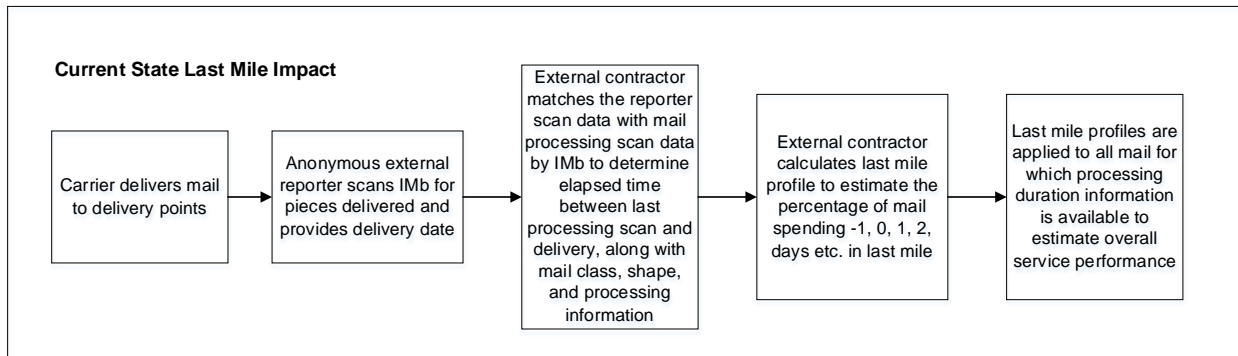 Current State Last Mile Impact
Carrier delivers mail
to delivery points
Anonymous external
reporter scans IMb for
pieces delivered and
provides delivery date
External contractor
matches the reporter
scan data with mail
processing scan data
by IMb to determine
elapsed time
between last
processing scan and
delivery, along with
mail class, shape,
and processing
information
External contractor
calculates last mile
profile to estimate the
percentage of mail
spending -1, 0, 1, 2,
days etc. in last mile
Last mile profiles are
applied to all mail for
which processing
duration information
is available to
estimate overall
service performance